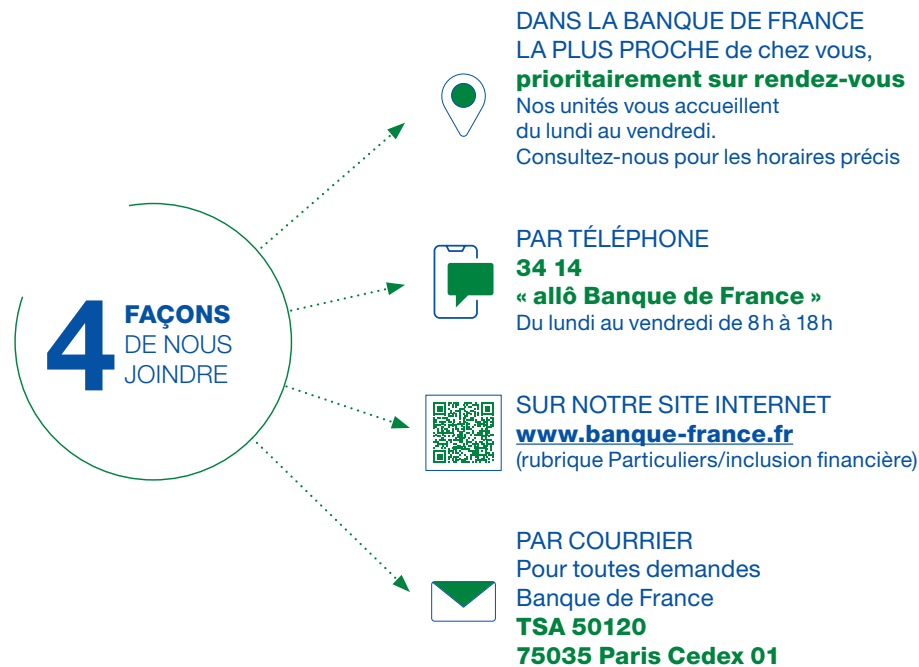 4 FAÇONS
DE NOUS
JOINDRE
DANS LA BANQUE DE FRANCE
LA PLUS PROCHE de chez vous,
prioritairement sur rendez-vous
Nos unités vous accueillent
du lundi au vendredi.
Consultez-nous pour les horaires précis
PAR TÉLÉPHONE
34 14
« allô Banque de France »
Du lundi au vendredi de 8h à 18h
SUR NOTRE SITE INTERNET
www.banque-france.fr
(rubrique Particuliers/inclusion financière)
PAR COURRIER
Pour toutes demandes
Banque de France
TSA 50120
75035 Paris Cedex 01